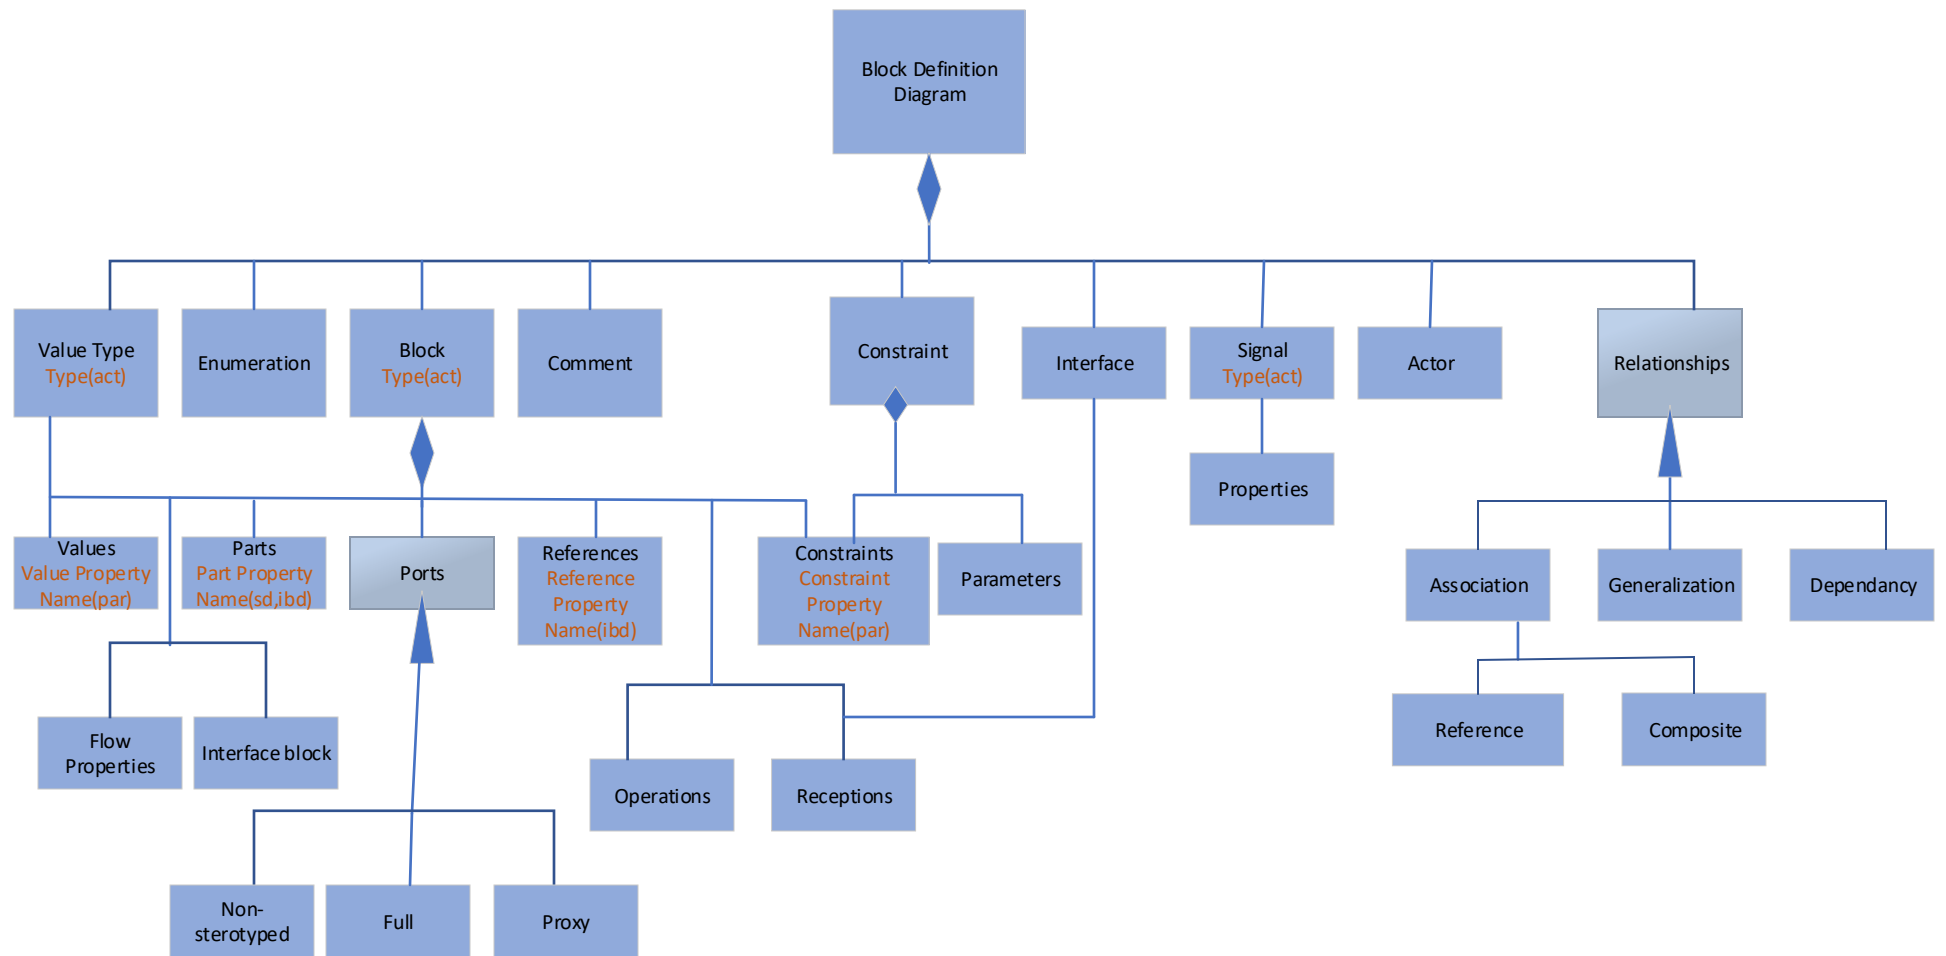 Block Definition
Diagram
Value Type
Type(act)
Enumeration
Block
Type(act)
Comment
Constraint
Interface
Signal
Type(act)
Actor
Relationships
Properties
Values
Value Property
Name(par)
Parts
Part Property
Name(sd,ibd)
Ports
References
Reference
Property
Name(ibd)
Constraints
Constraint
Property
Name(par)
Parameters
Association
Generalization
Dependancy
Flow
Properties
Interface block
Operations
Receptions
Reference
Composite
Non-
sterotyped
Full
Proxy